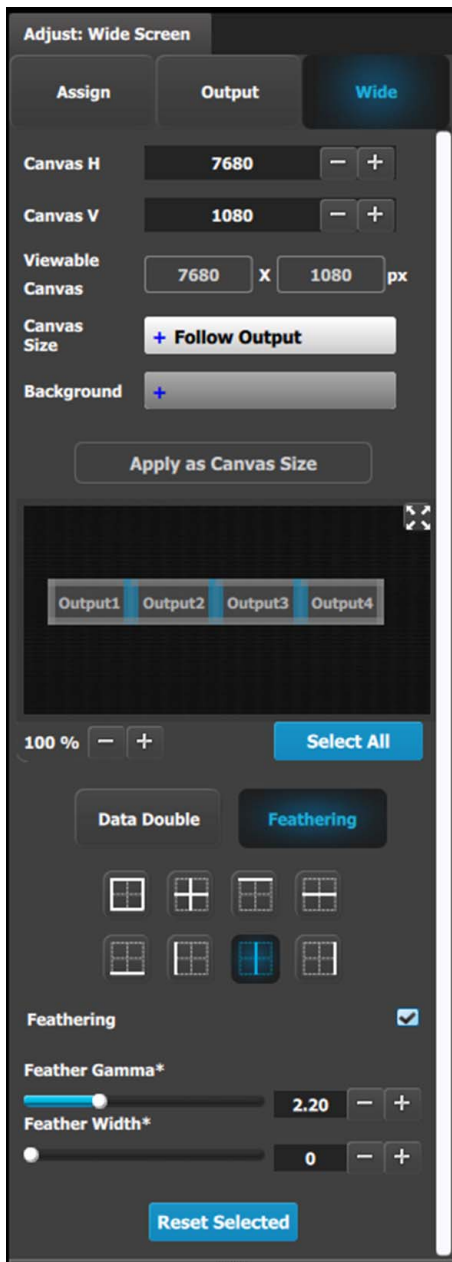 Adjust: Wide Screen
Assign Output Wide
Canvas H 7680 − +
Canvas V 1080 − +
Viewable
Canvas 7680 X 1080 px
Canvas
Size + Follow Output
Background +
Apply as Canvas Size
Output1 Output2 Output3 Output4
100 % − + Select All
Data Double Feathering
Feathering
Feather Gamma*
2.20 − +
Feather Width*
0 − +
Reset Selected